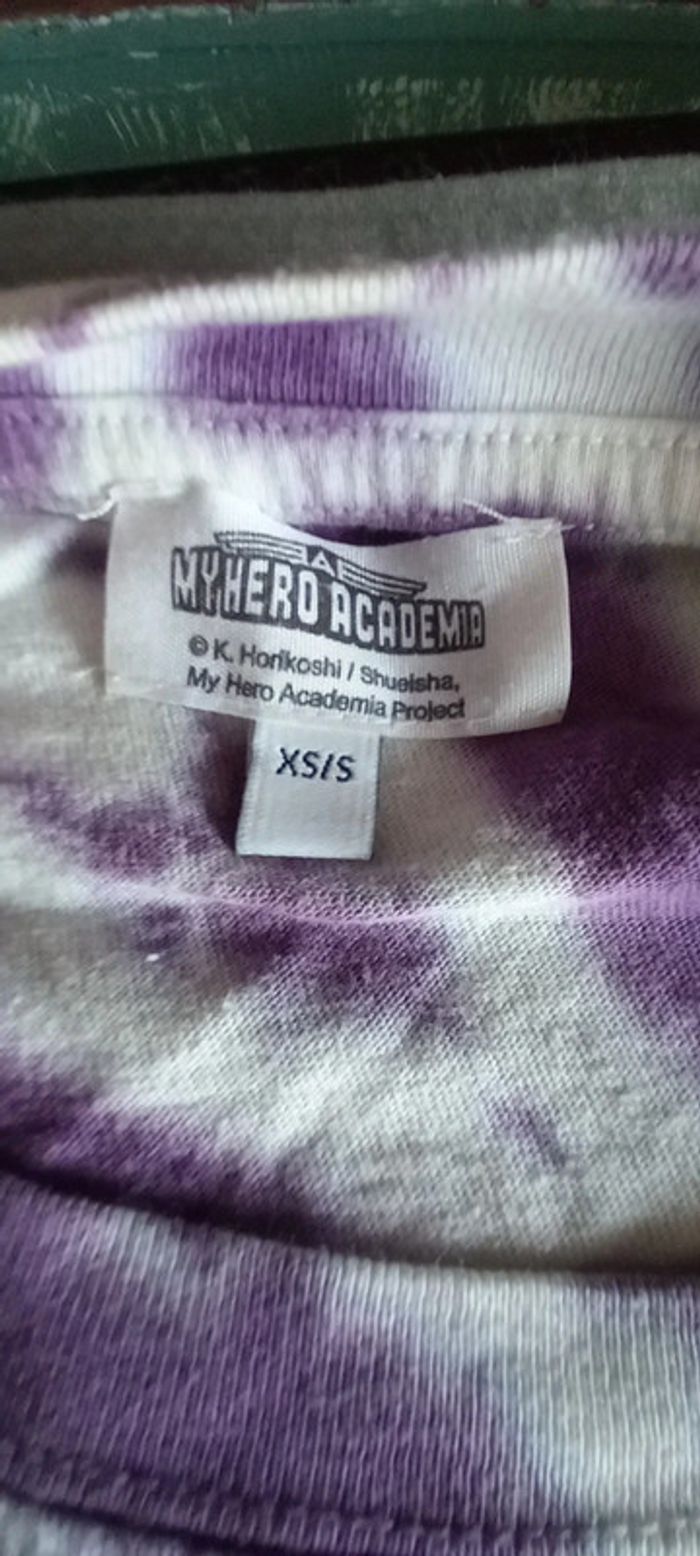 MY HERO ACADEMIA
© K. Horikoshi / Shueisha,
My Hero Academia Project
XS/S